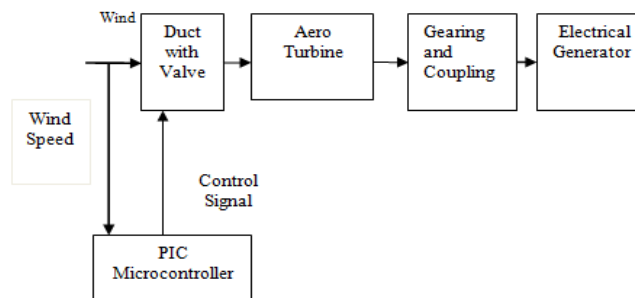 Wind
Duct
with
Valve
Aero
Turbine
Gearing
and
Coupling
Electrical
Generator
Wind
Speed
Control
Signal
PIC
Microcontroller